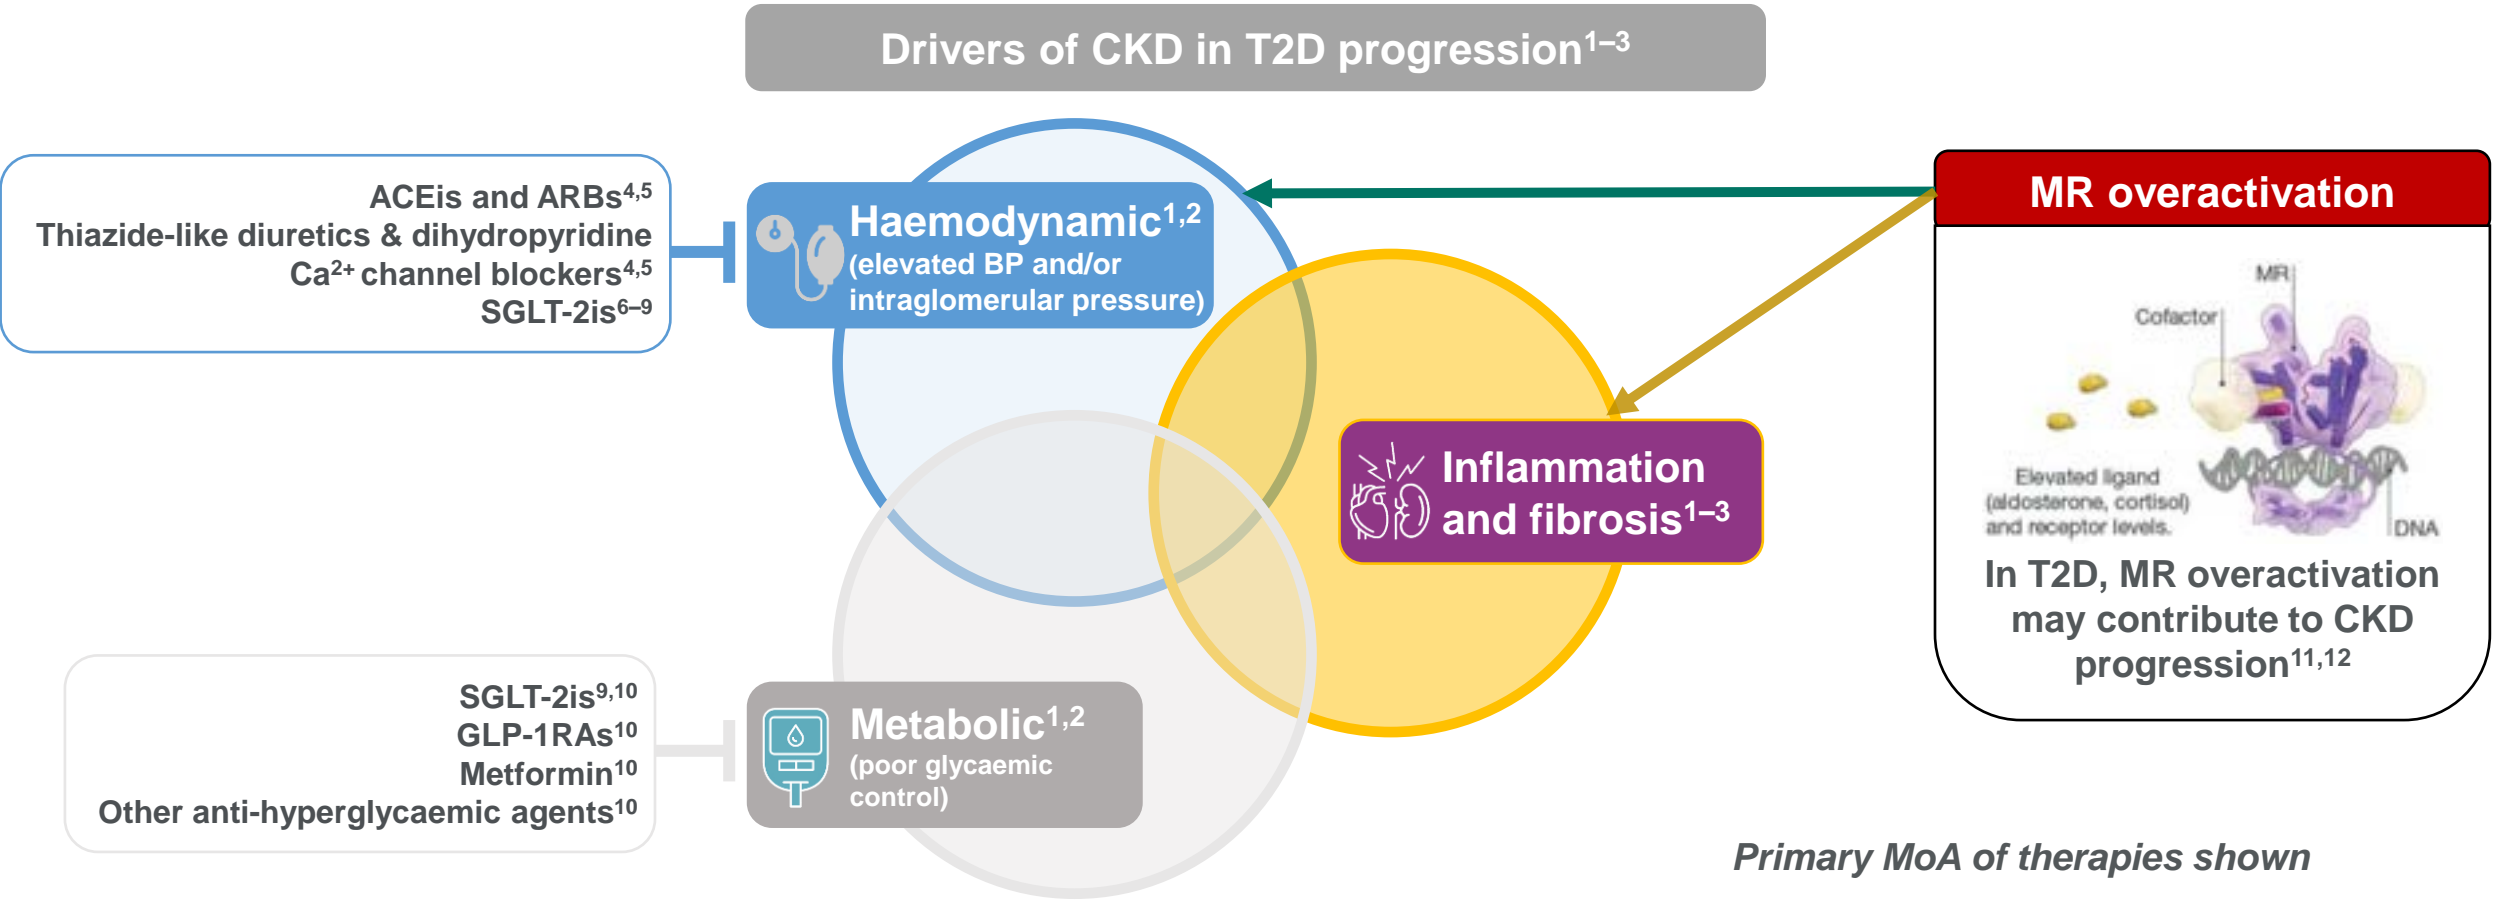 Drivers of CKD in T2D progression¹⁻³
ACEis and ARBs⁴,⁵
Thiazide-like diuretics & dihydropyridine
Ca²⁺ channel blockers⁴,⁵
SGLT-2is⁶⁻⁹
Haemodynamic¹,²
(elevated BP and/or
intraglomerular pressure)
Inflammation
and fibrosis¹⁻³
SGLT-2is⁹,¹⁰
GLP-1RAs¹⁰
Metformin¹⁰
Other anti-hyperglycaemic agents¹⁰
Metabolic¹,²
(poor glycaemic
control)
MR overactivation
MR
Cofactor
Elevated ligand
(aldosterone, cortisol)
and receptor levels.
DNA
In T2D, MR overactivation
may contribute to CKD
progression¹¹,¹²
Primary MoA of therapies shown